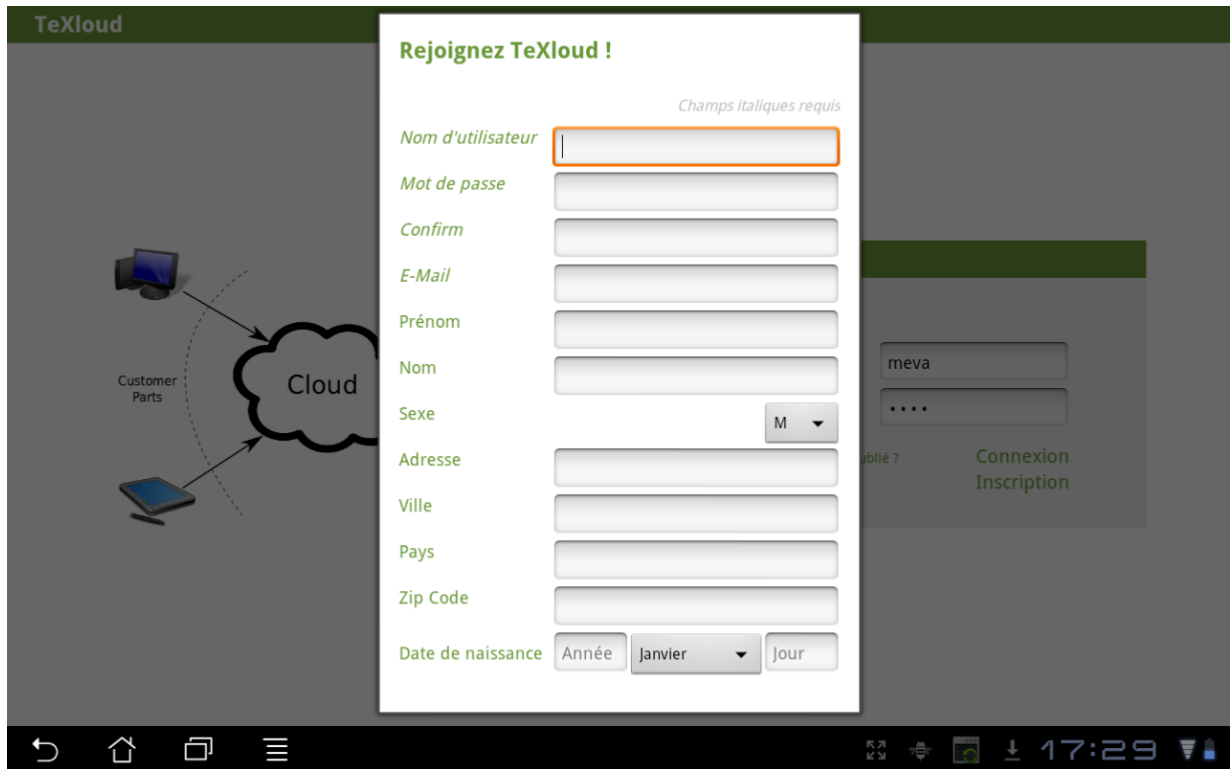 TeXloud
Rejoignez TeXloud !
Champs italiques requis
Nom d'utilisateur
Mot de passe
Confirm
E-Mail
Prénom
Nom
Sexe
M
Adresse
Ville
Pays
Zip Code
Date de naissance Année Janvier Jour
Customer
Parts
Cloud
meva
••••
ublié ?
Connexion
Inscription
17:29